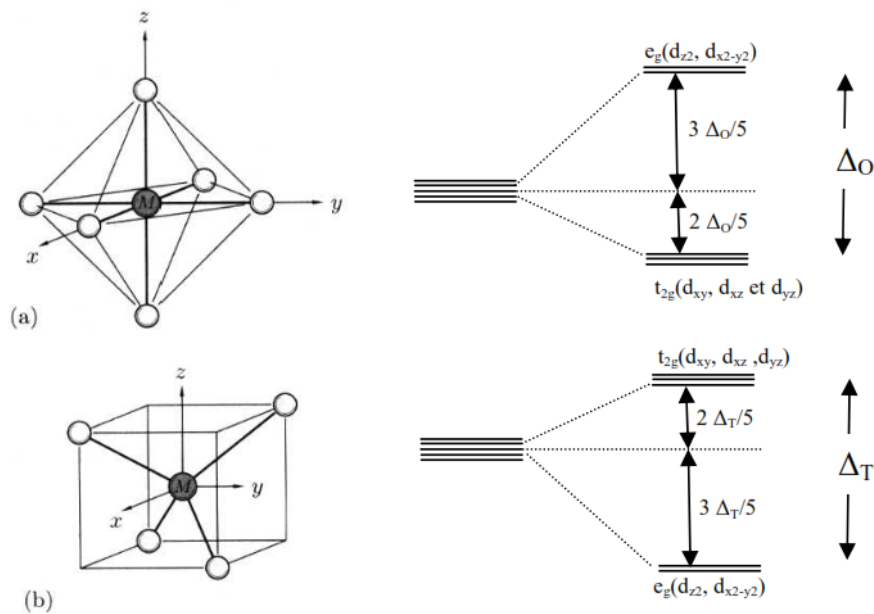 z
e_g(d_z2, d_x2-y2)
3 Δ_O/5
Δ_O
M
y
2 Δ_O/5
x
t_2g(d_xy, d_xz et d_yz)
(a)
t_2g(d_xy, d_xz ,d_yz)
z
2 Δ_T/5
Δ_T
M
y
x
3 Δ_T/5
e_g(d_z2, d_x2-y2)
(b)